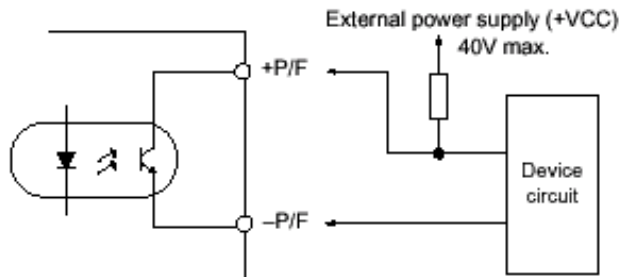 External power supply (+VCC)
40V max.
+P/F
Device
circuit
–P/F